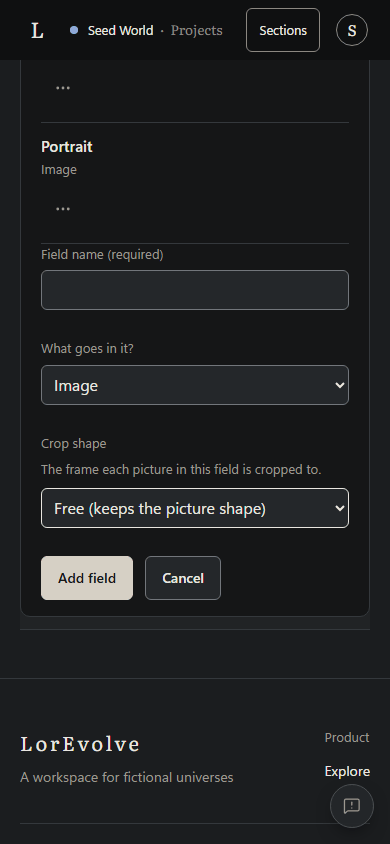 L
Seed World · Projects
Sections
S
...
Portrait
Image
...
Field name (required)
What goes in it?
Image
Crop shape
The frame each picture in this field is cropped to.
Free (keeps the picture shape)
Add field
Cancel
LorEvolve
A workspace for fictional universes
Product
Explore